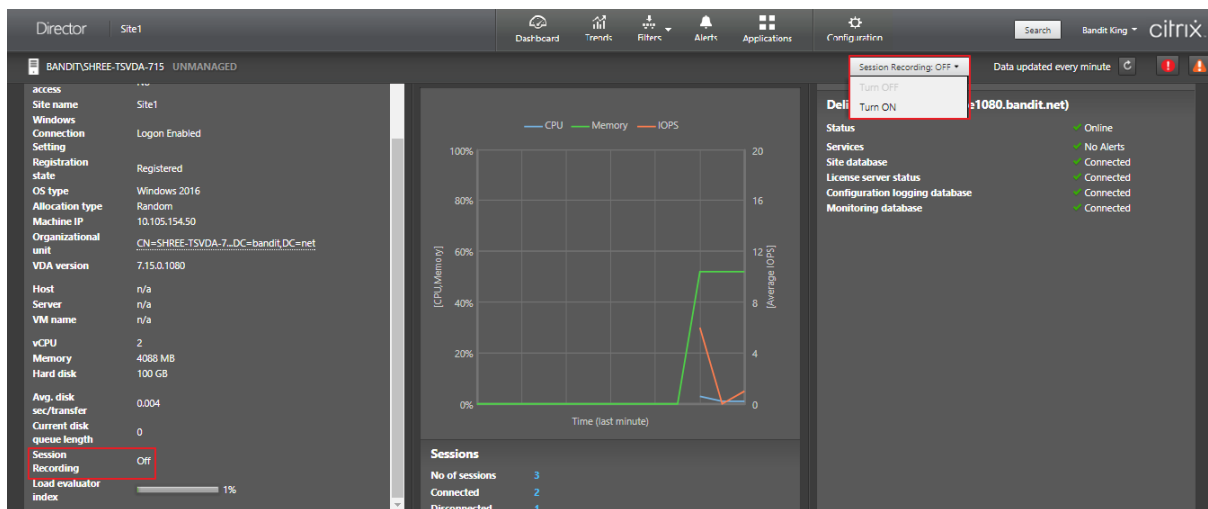 Director Site1
Dashboard Trends Filters Alerts Applications Configuration
Search Bandit King citrix
BANDIT\SHREE-TSVDA-715 UNMANAGED
Session Recording: OFF
Data updated every minute
Turn OFF
Turn ON
access
Site name Site1
Windows
Connection Logon Enabled
Setting
Registration
state Registered
OS type Windows 2016
Allocation type Random
Machine IP 10.105.154.50
Organizational
unit CN=SHREE-TSVDA-7...DC=bandit,DC=net
VDA version 7.15.0.1080
Host n/a
Server n/a
VM name n/a
vCPU 2
Memory 4088 MB
Hard disk 100 GB
Avg. disk
sec/transfer 0.004
Current disk
queue length 0
Session
Recording Off
Load evaluator
index 1%
CPU Memory IOPS
100% 20
80% 16
60% 12
40% 8
20% 4
0% 0
[CPU,Memory]
[Average IOPS]
Time (last minute)
Sessions
No of sessions 3
Connected 2
Disconnected 1
Deli e1080.bandit.net)
Status Online
Services No Alerts
Site database Connected
License server status Connected
Configuration logging database Connected
Monitoring database Connected